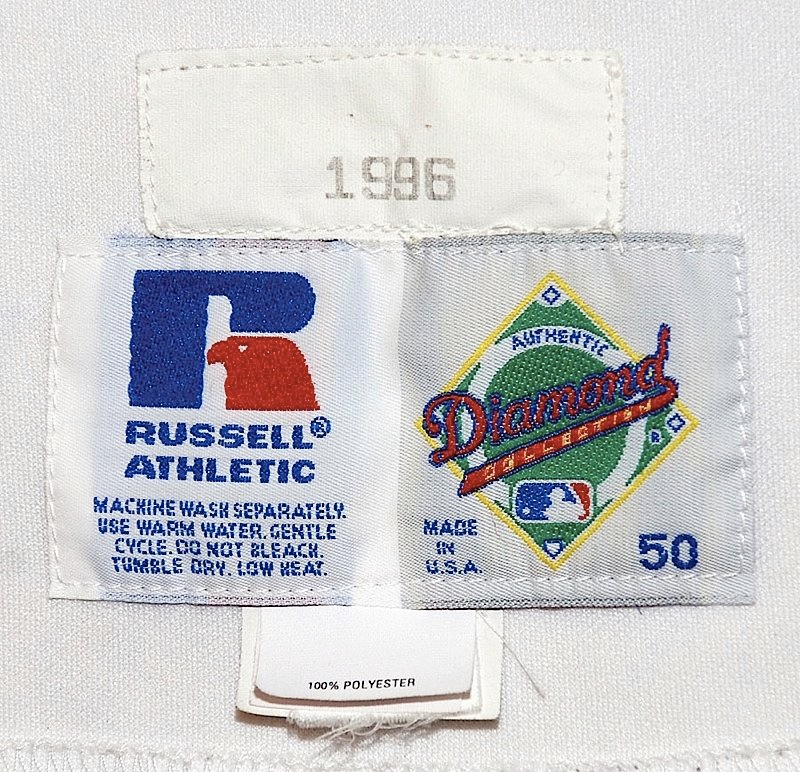 1996
RUSSELL®
ATHLETIC
MACHINE WASH SEPARATELY.
USE WARM WATER. GENTLE
CYCLE. DO NOT BLEACH.
TUMBLE DRY. LOW HEAT.
AUTHENTIC
Diamond
COLLECTION
®
MADE
IN
U.S.A.
50
100% POLYESTER